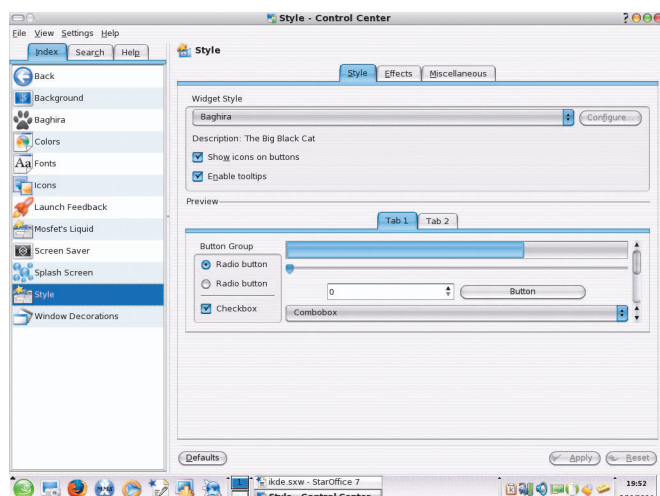 Style - Control Center
File View Settings Help
Index Search Help
Back
Background
Baghira
Colors
Aa Fonts
Icons
Launch Feedback
Mosfet's Liquid
Screen Saver
Splash Screen
Style
Window Decorations
Style
Style Effects Miscellaneous
Widget Style
Baghira
Configure...
Description: The Big Black Cat
Show icons on buttons
Enable tooltips
Preview
Tab 1 Tab 2
Button Group
Radio button
Radio button
Checkbox
0
Button
Combobox
Defaults
Apply Reset
1
ikde.sxw - StarOffice 7
Style - Control Center
19:52